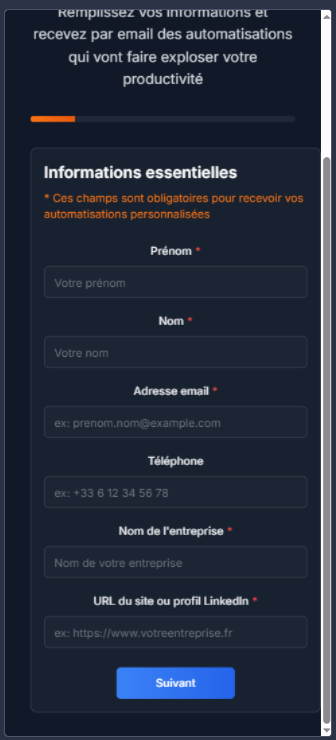 Remplissez vos informations et
recevez par email des automatisations
qui vont faire exploser votre
productivité
Informations essentielles
* Ces champs sont obligatoires pour recevoir vos
automatisations personnalisées
Prénom *
Votre prénom
Nom *
Votre nom
Adresse email *
ex: prenom.nom@example.com
Téléphone
ex: +33 6 12 34 56 78
Nom de l'entreprise *
Nom de votre entreprise
URL du site ou profil LinkedIn *
ex: https://www.votreentreprise.fr
Suivant